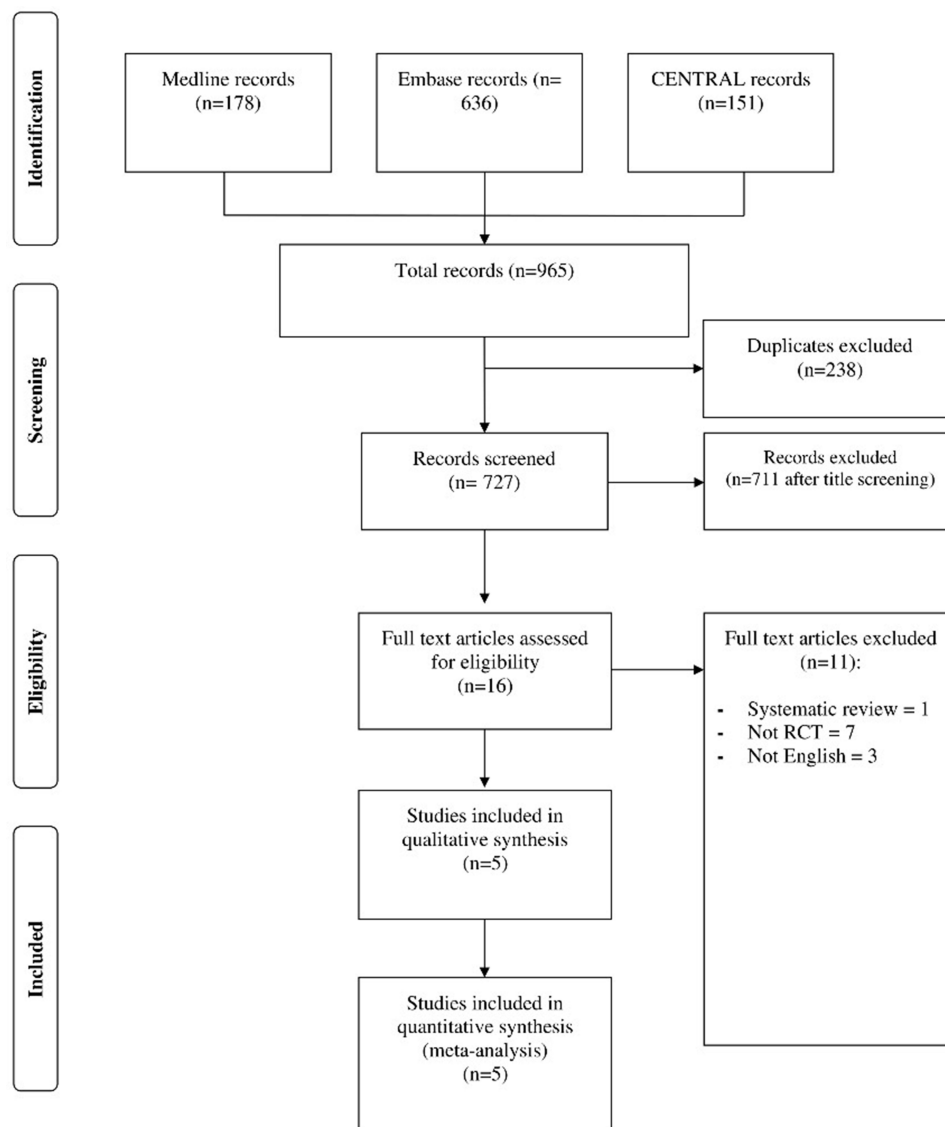 Identification
Medline records
(n=178)
Embase records (n=
636)
CENTRAL records
(n=151)
Total records (n=965)
Screening
Duplicates excluded
(n=238)
Records screened
(n= 727)
Records excluded
(n=711 after title screening)
Eligibility
Full text articles assessed
for eligibility
(n=16)
Full text articles excluded
(n=11):
- Systematic review = 1
- Not RCT = 7
- Not English = 3
Included
Studies included in
qualitative synthesis
(n=5)
Studies included in
quantitative synthesis
(meta-analysis)
(n=5)